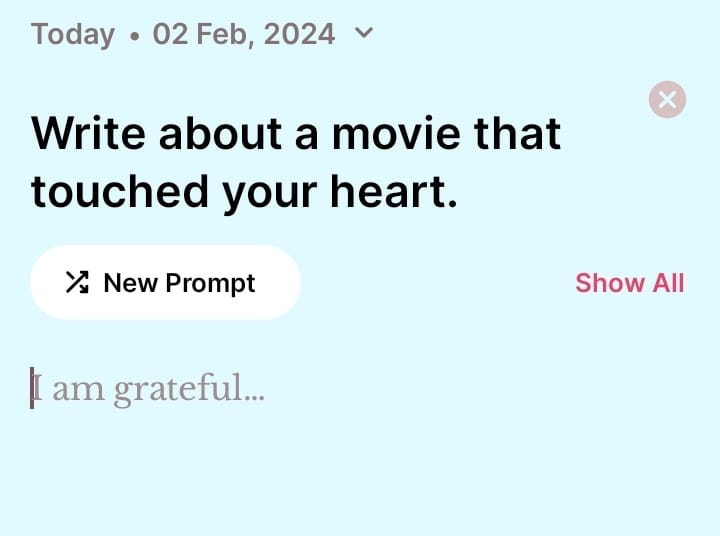 Today • 02 Feb, 2024
Write about a movie that
touched your heart.
New Prompt
Show All
I am grateful...